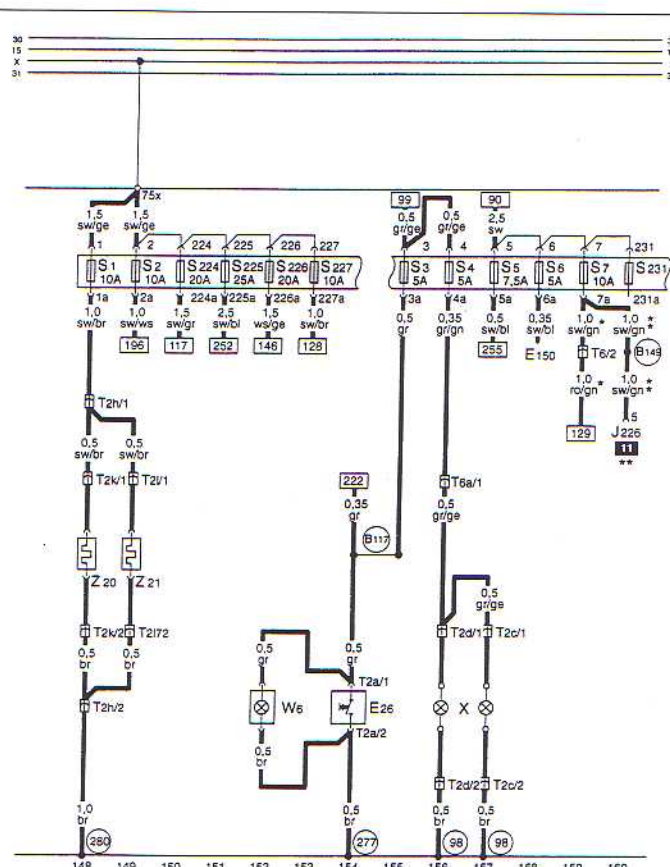 30
15
X
31
75x
99
90
1,5 sw/ge
1,5 sw/ge
0,5 gr/ge
0,5 gr/ge
2,5 sw
1 2 224 225 226 227
3 4 5 6 7 231
S1 10A
S2 10A
S224 20A
S225 25A
S226 20A
S227 10A
S3 5A
S4 5A
S5 7,5A
S6 5A
S7 10A
S231
1a 2a 224a 225a 226a 227a
3a 4a 5a 6a 7a 231a
1,0 sw/br
1,0 sw/ws
1,5 sw/gr
2,5 sw/bl
1,5 ws/ge
1,0 sw/br
0,5 gr
0,35 gr/gn
0,5 sw/bl
0,35 sw/bl
1,0 sw/gn *
1,0 sw/gn *
196 117 252 146 128
255
E150
T6/2
B149
1,0 ro/gn *
1,0 sw/gn *
129
5
J226
11
**
T2h/1
0,5 sw/br
0,5 sw/br
T2k/1
T2l/1
222
0,35 gr
T6a/1
0,5 gr/ge
B117
Z 20
Z 21
0,5 gr/ge
T2k/2
T2l72
T2d/1
T2c/1
0,5 br
0,5 br
0,5 gr
0,5 gr
T2a/1
T2h/2
W6
E26
X
T2a/2
0,5 br
T2d/2
T2c/2
1,0 br
0,5 br
0,5 br
0,5 br
280
277
98
98
148 149 150 151 152 153 154 155 156 157 158 159 160